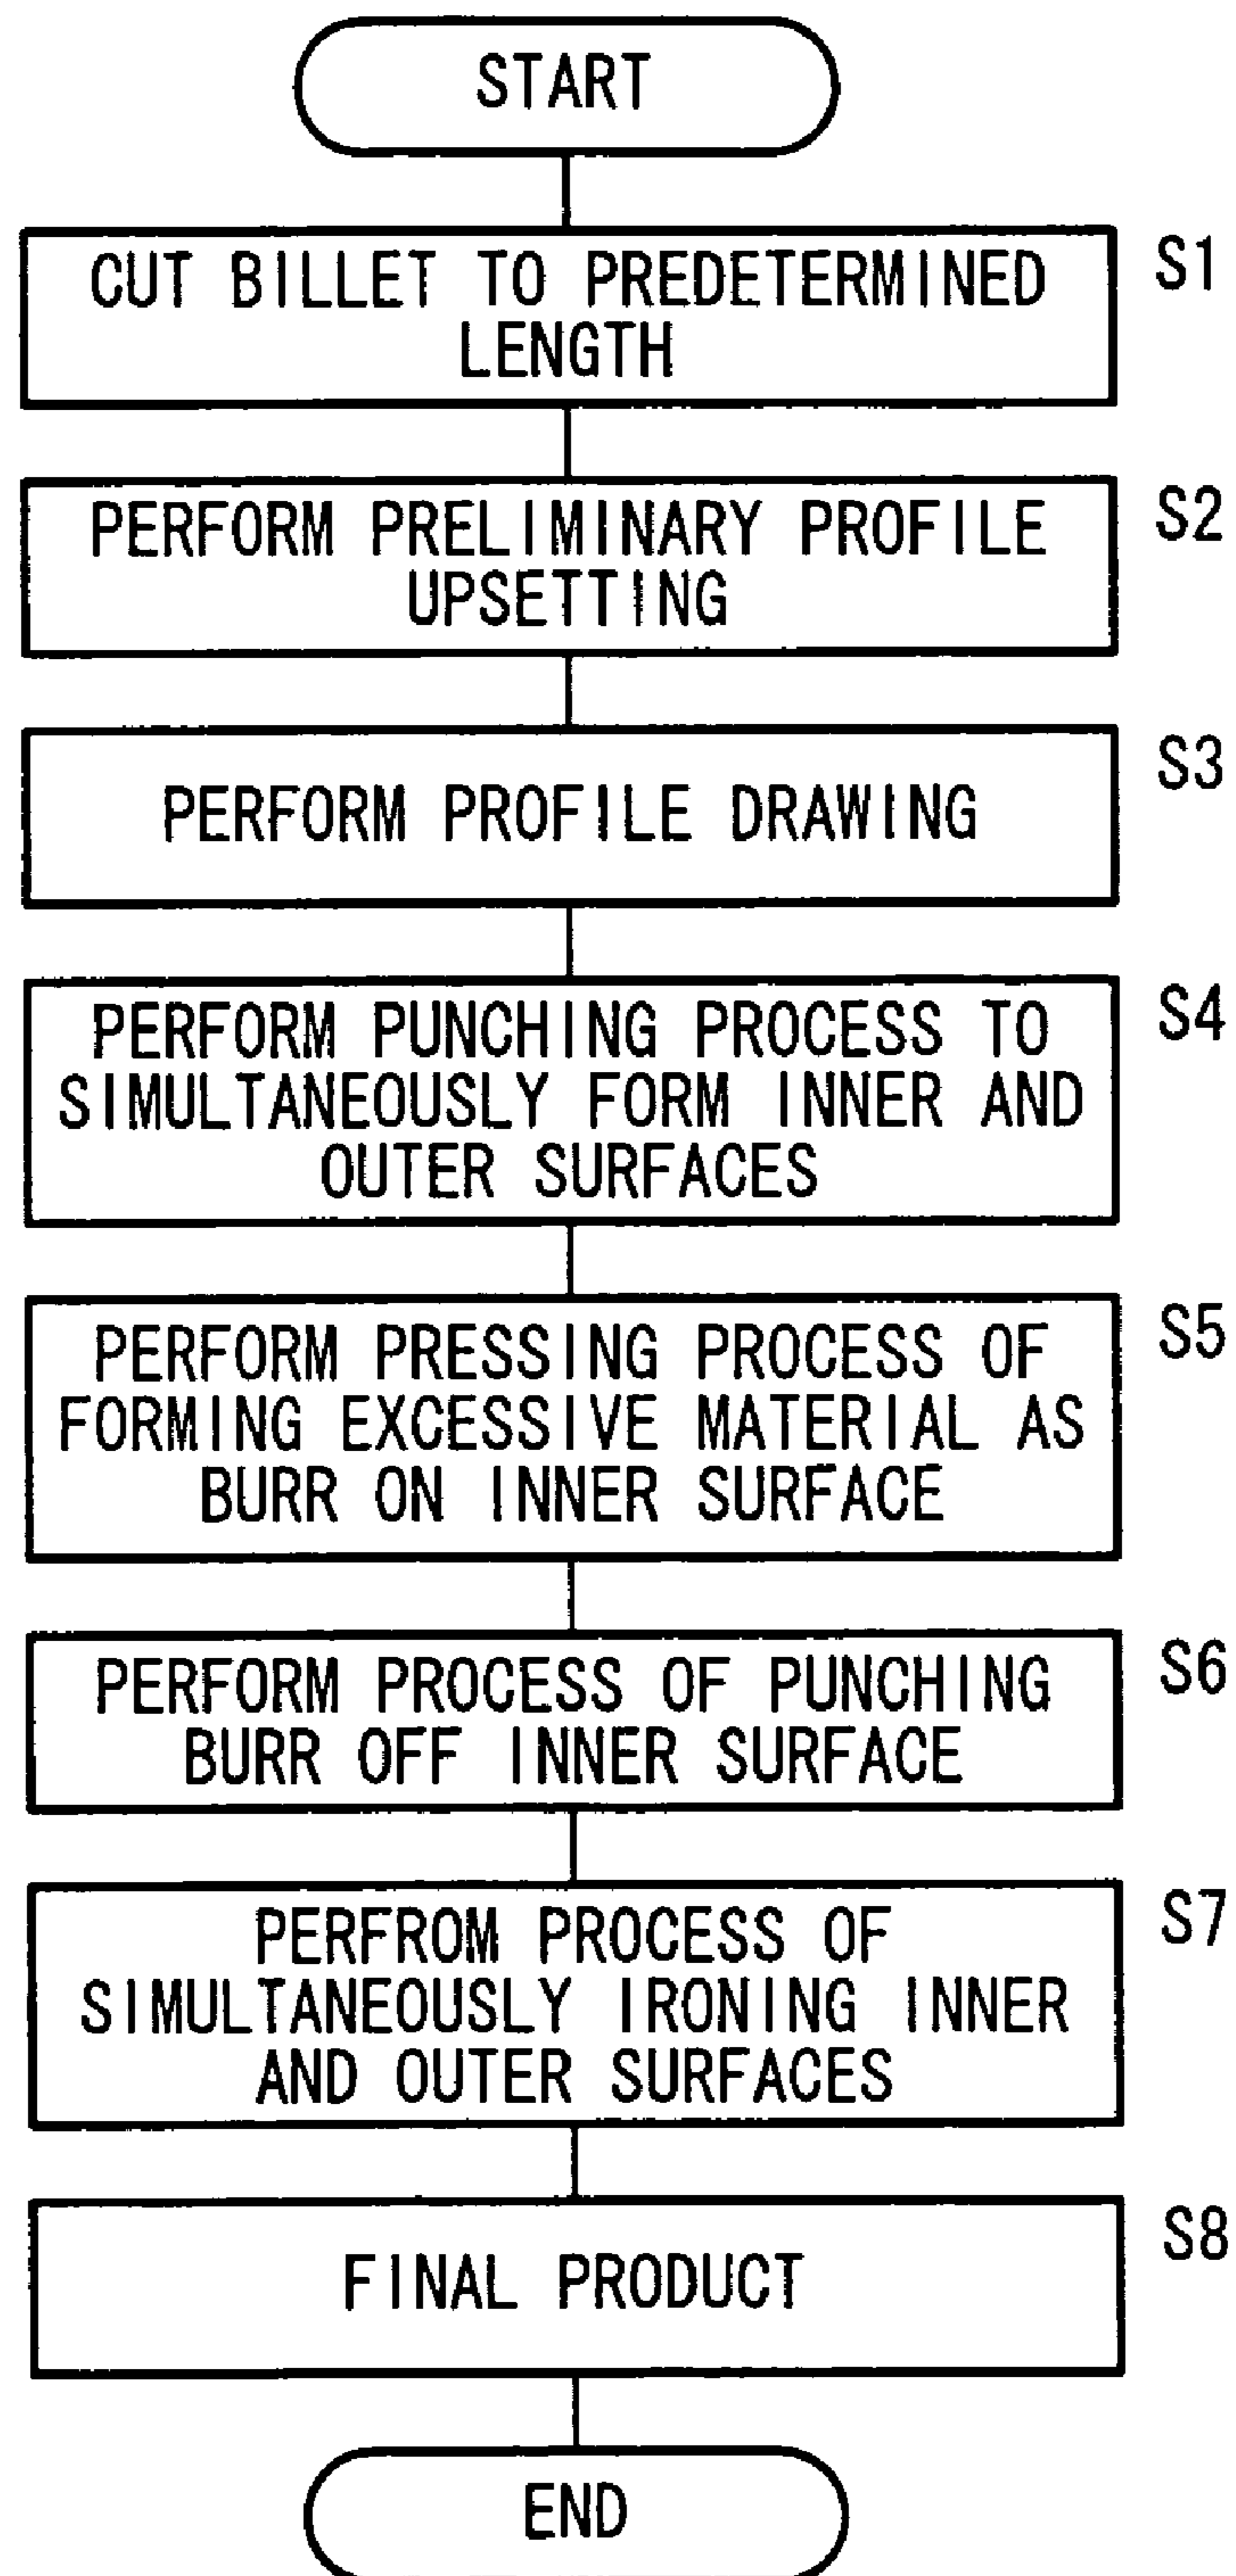 START
CUT BILLET TO PREDETERMINED
LENGTH
S1
PERFORM PRELIMINARY PROFILE
UPSETTING
S2
PERFORM PROFILE DRAWING
S3
PERFORM PUNCHING PROCESS TO
SIMULTANEOUSLY FORM INNER AND
OUTER SURFACES
S4
PERFORM PRESSING PROCESS OF
FORMING EXCESSIVE MATERIAL AS
BURR ON INNER SURFACE
S5
PERFORM PROCESS OF PUNCHING
BURR OFF INNER SURFACE
S6
PERFROM PROCESS OF
SIMULTANEOUSLY IRONING INNER
AND OUTER SURFACES
S7
FINAL PRODUCT
S8
END